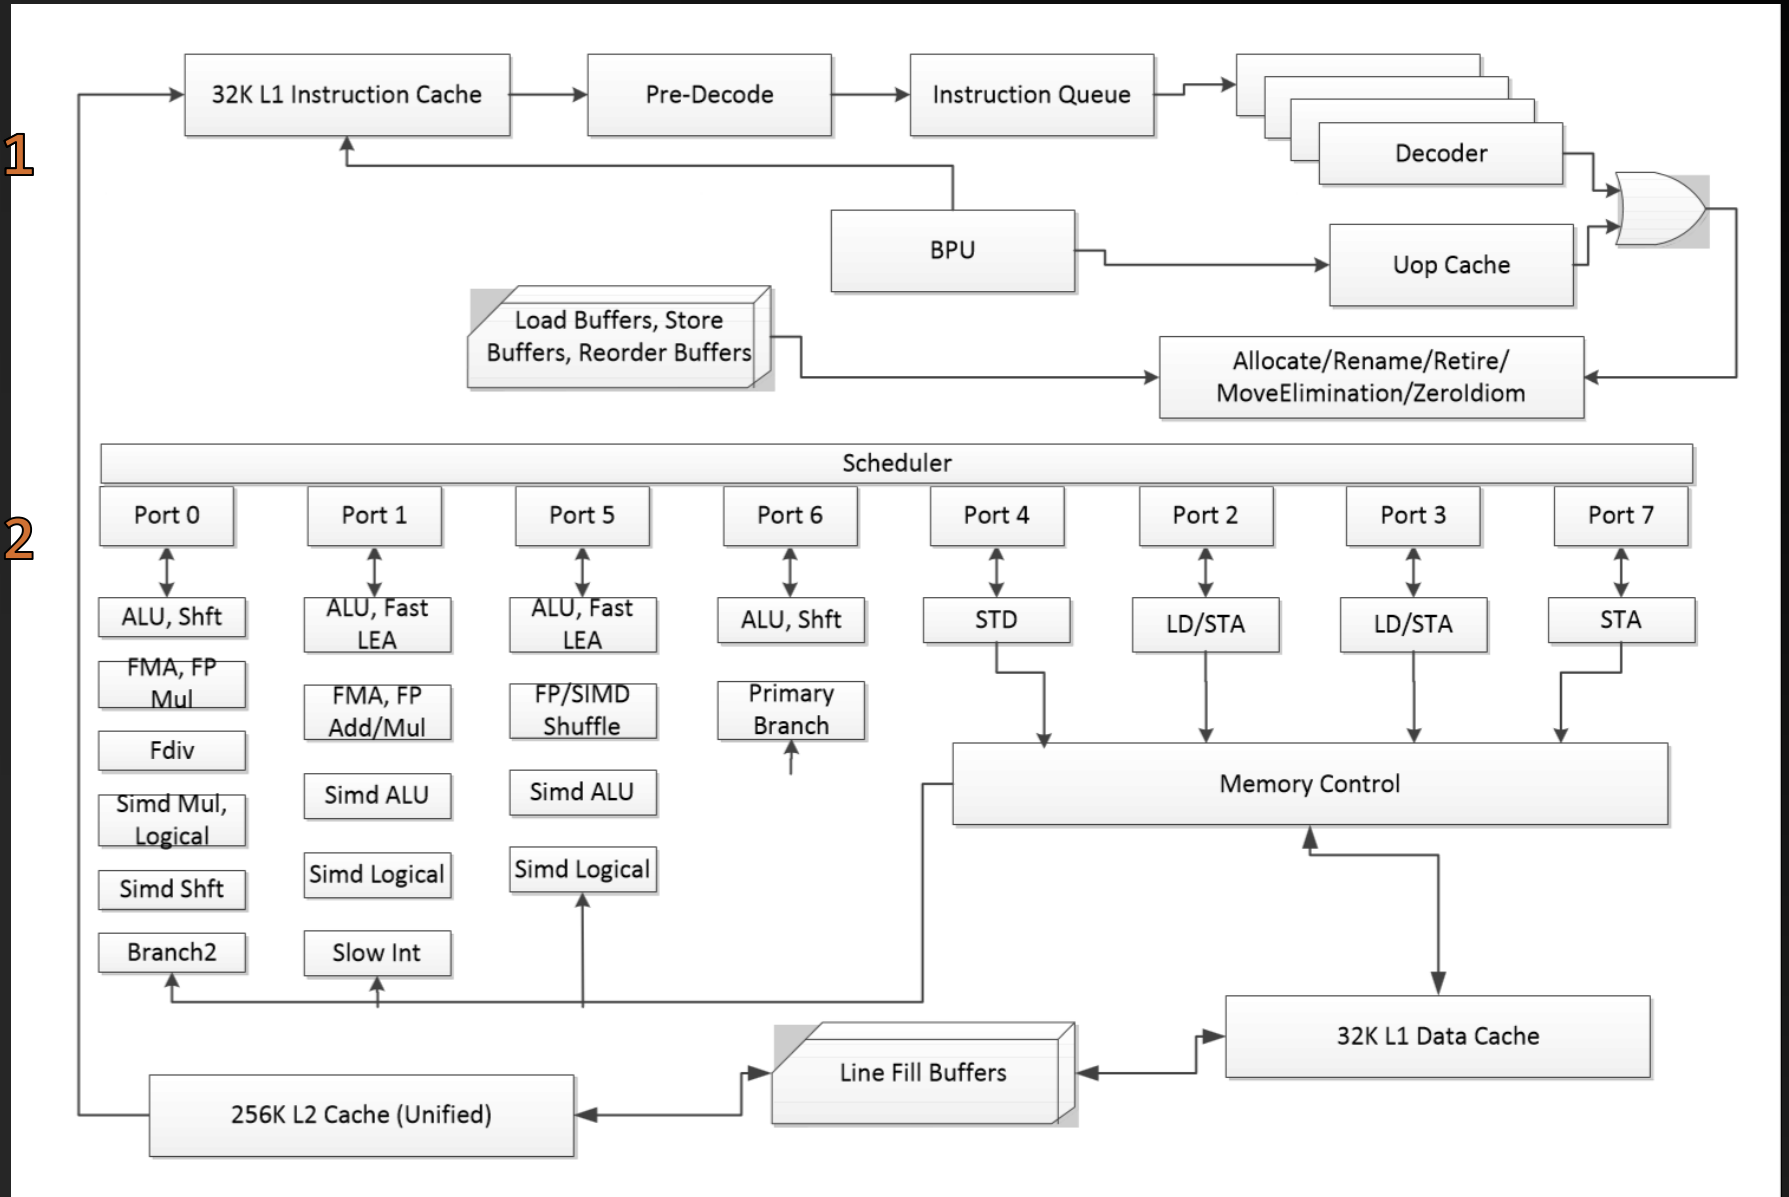 32K L1 Instruction Cache
Pre-Decode
Instruction Queue
1
Decoder
BPU
Uop Cache
Load Buffers, Store
Buffers, Reorder Buffers
Allocate/Rename/Retire/
MoveElimination/ZeroIdiom
Scheduler
2
Port 0
Port 1
Port 5
Port 6
Port 4
Port 2
Port 3
Port 7
ALU, Shft
ALU, Fast
LEA
ALU, Fast
LEA
ALU, Shft
STD
LD/STA
LD/STA
STA
FMA, FP
Mul
FMA, FP
Add/Mul
FP/SIMD
Shuffle
Primary
Branch
Fdiv
Simd ALU
Simd ALU
Memory Control
Simd Mul,
Logical
Simd Logical
Simd Logical
Simd Shft
Branch2
Slow Int
32K L1 Data Cache
Line Fill Buffers
256K L2 Cache (Unified)